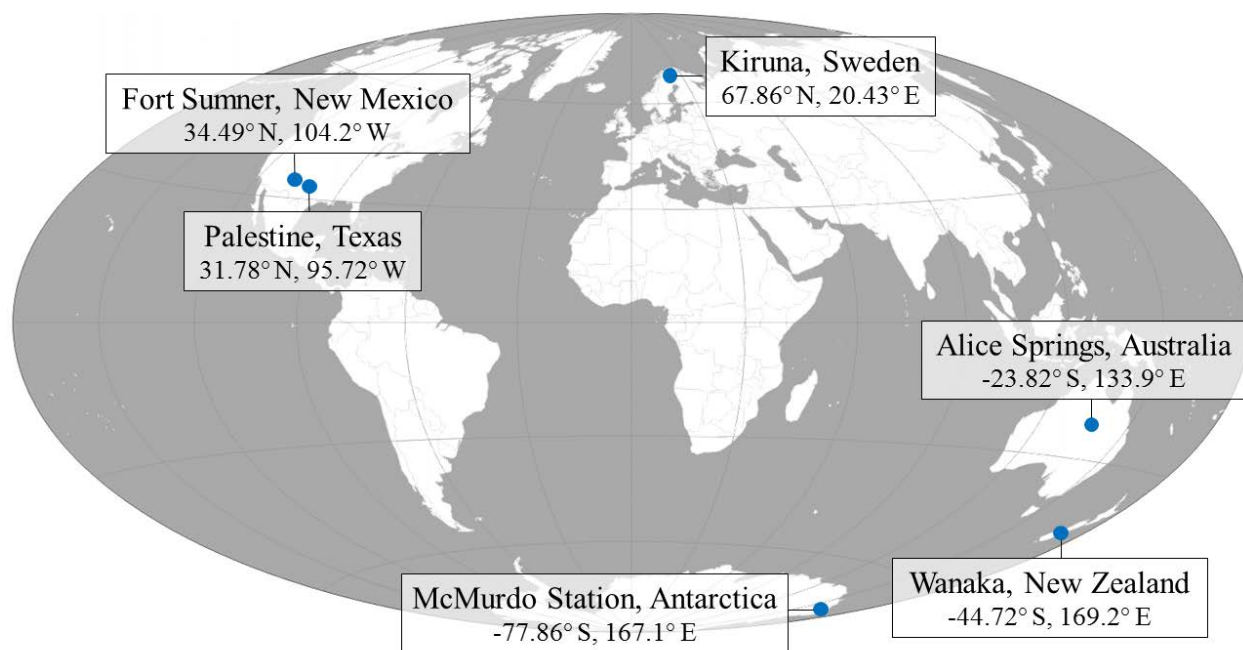 Kiruna, Sweden
67.86° N, 20.43° E
Fort Sumner, New Mexico
34.49° N, 104.2° W
Palestine, Texas
31.78° N, 95.72° W
Alice Springs, Australia
-23.82° S, 133.9° E
McMurdo Station, Antarctica
-77.86° S, 167.1° E
Wanaka, New Zealand
-44.72° S, 169.2° E